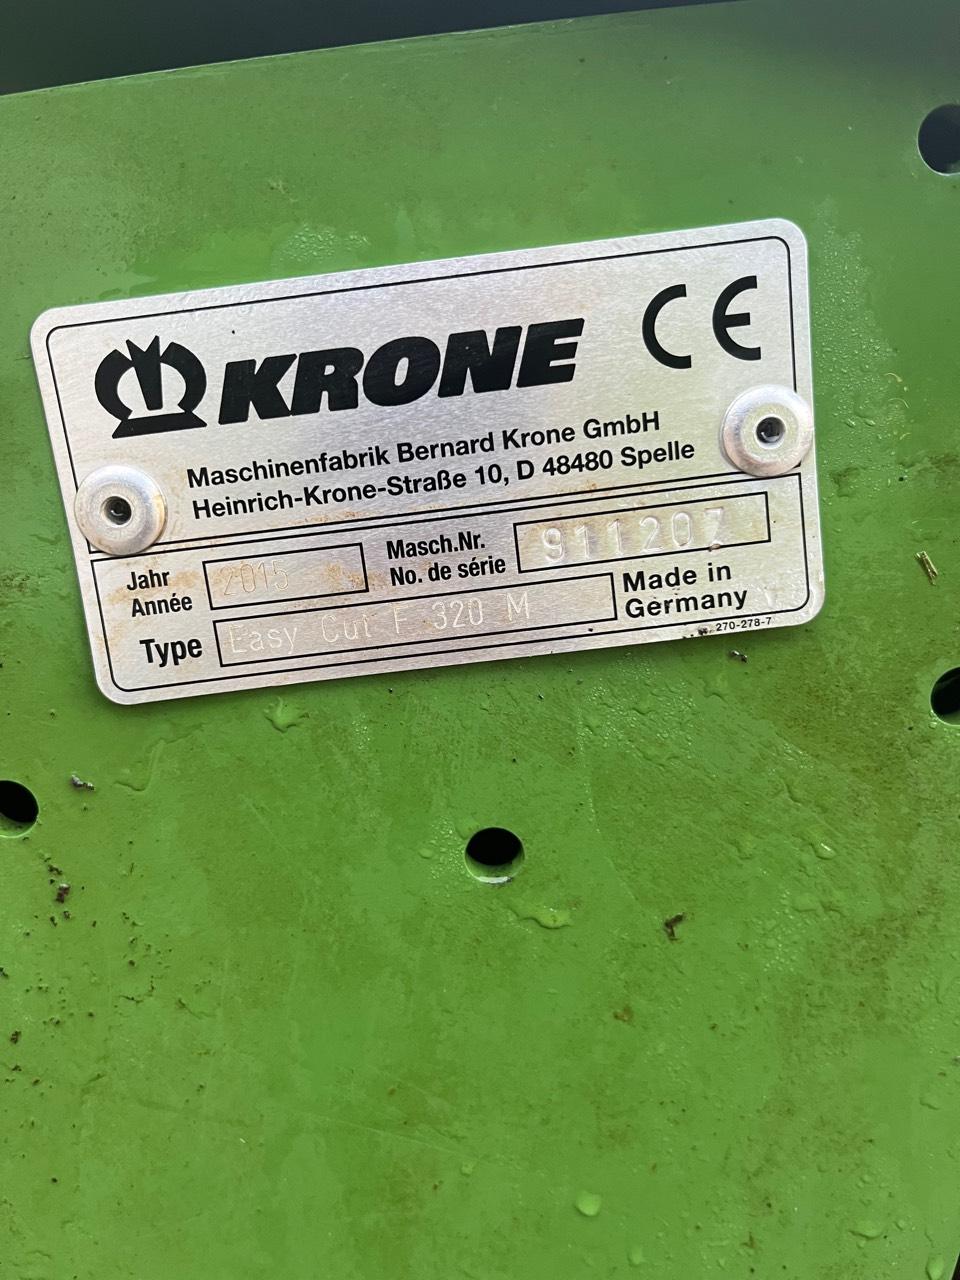 KRONE CE
Maschinenfabrik Bernard Krone GmbH
Heinrich-Krone-Straße 10, D 48480 Spelle
Jahr
Année
2015
Masch.Nr.
No. de série
911207
Type
Easy Cut F 320 M
Made in
Germany
270-278-7